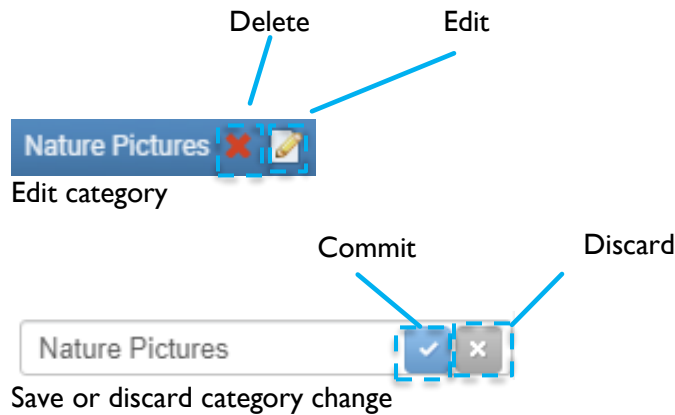 Delete Edit
Nature Pictures
Edit category
Commit Discard
Nature Pictures
Save or discard category change